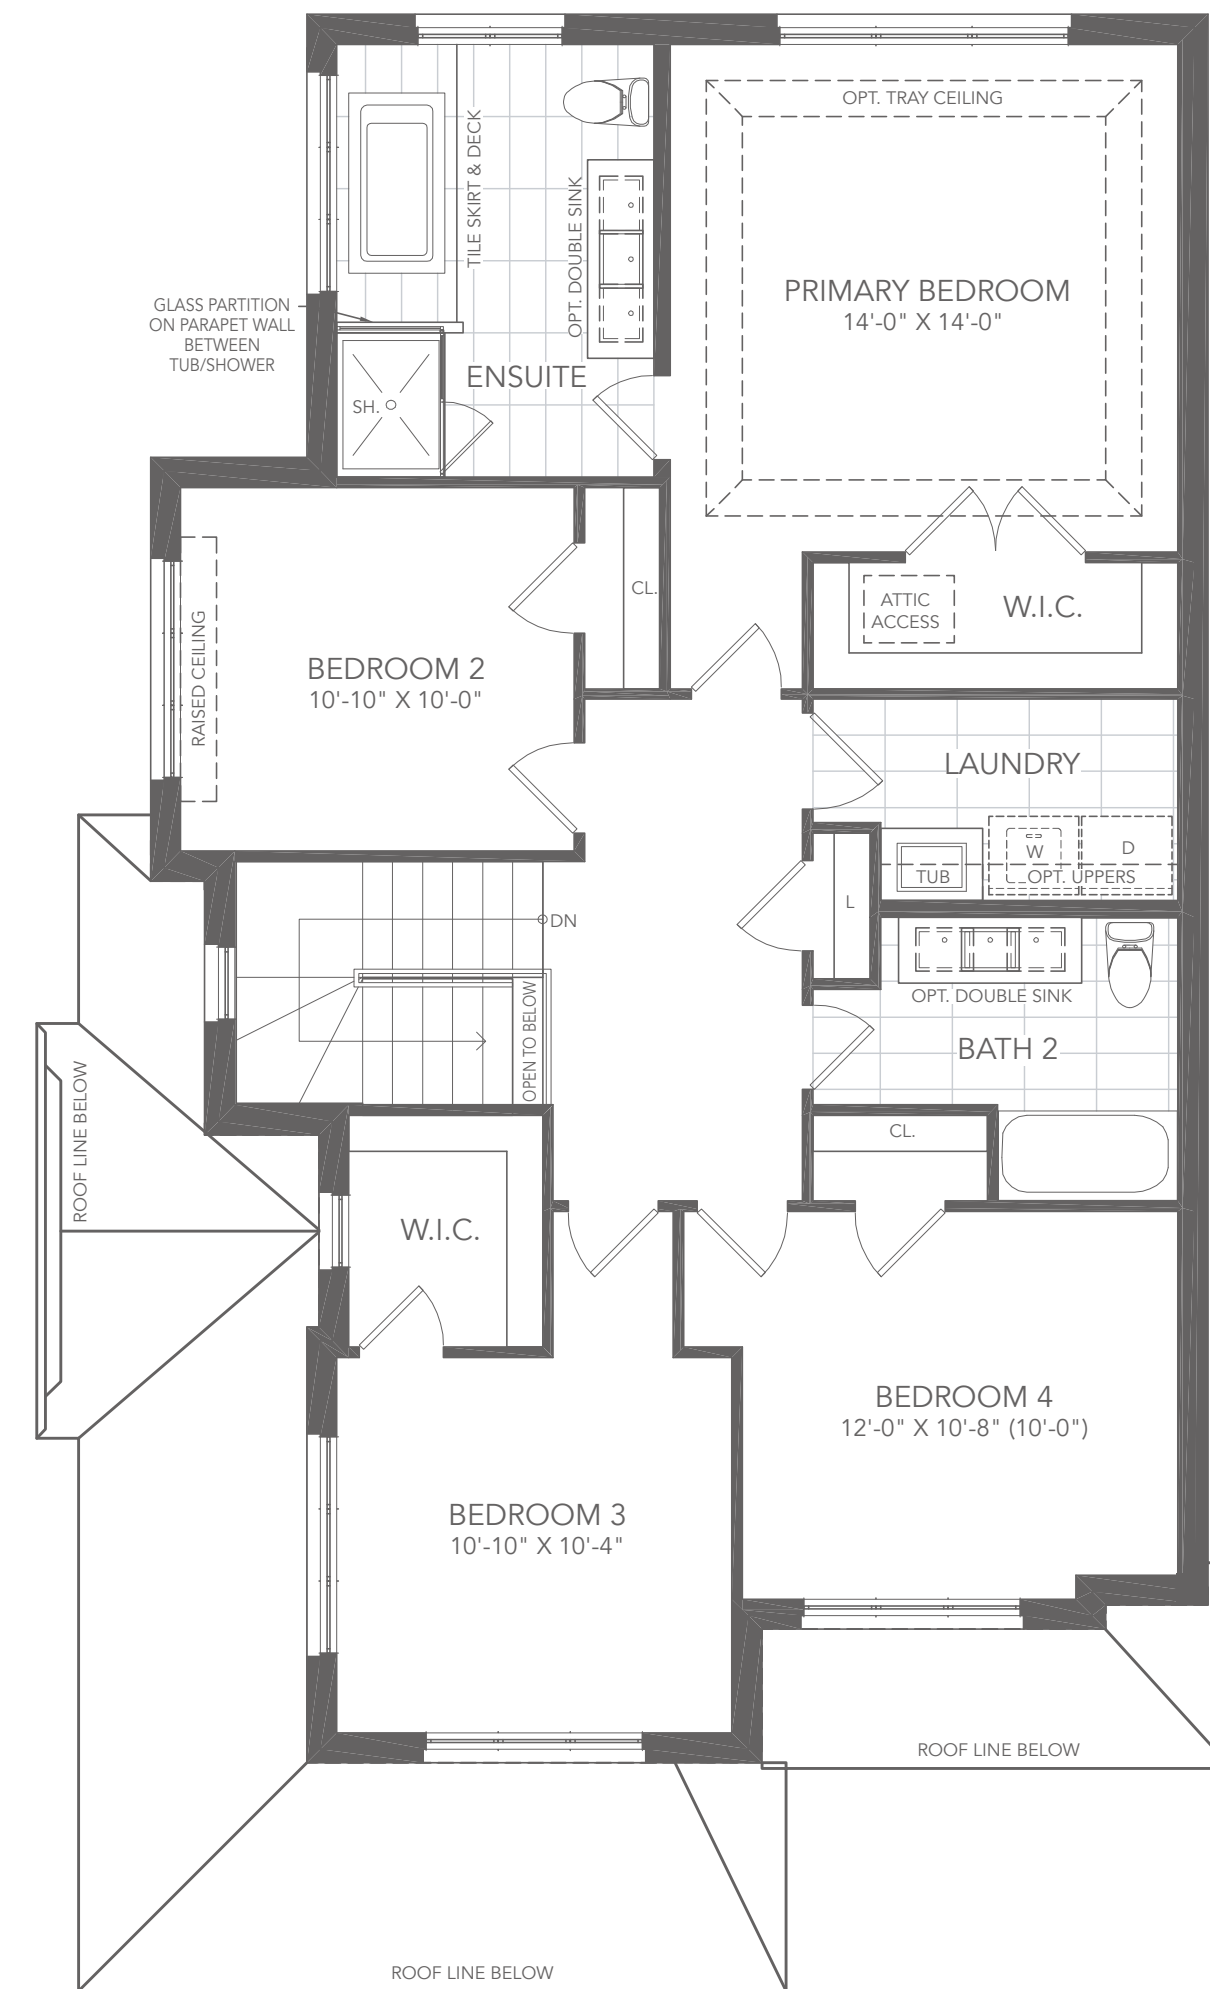 OPT. TRAY CEILING
TILE SKIRT & DECK
OPT. DOUBLE SINK
PRIMARY BEDROOM
14'-0" X 14'-0"
GLASS PARTITION
ON PARAPET WALL
BETWEEN
TUB/SHOWER
ENSUITE
SH.
CL.
ATTIC
ACCESS
W.I.C.
RAISED CEILING
BEDROOM 2
10'-10" X 10'-0"
LAUNDRY
W
D
TUB
OPT. UPPERS
L
DN
OPT. DOUBLE SINK
OPEN TO BELOW
BATH 2
ROOF LINE BELOW
CL.
W.I.C.
BEDROOM 4
12'-0" X 10'-8" (10'-0")
BEDROOM 3
10'-10" X 10'-4"
ROOF LINE BELOW
ROOF LINE BELOW